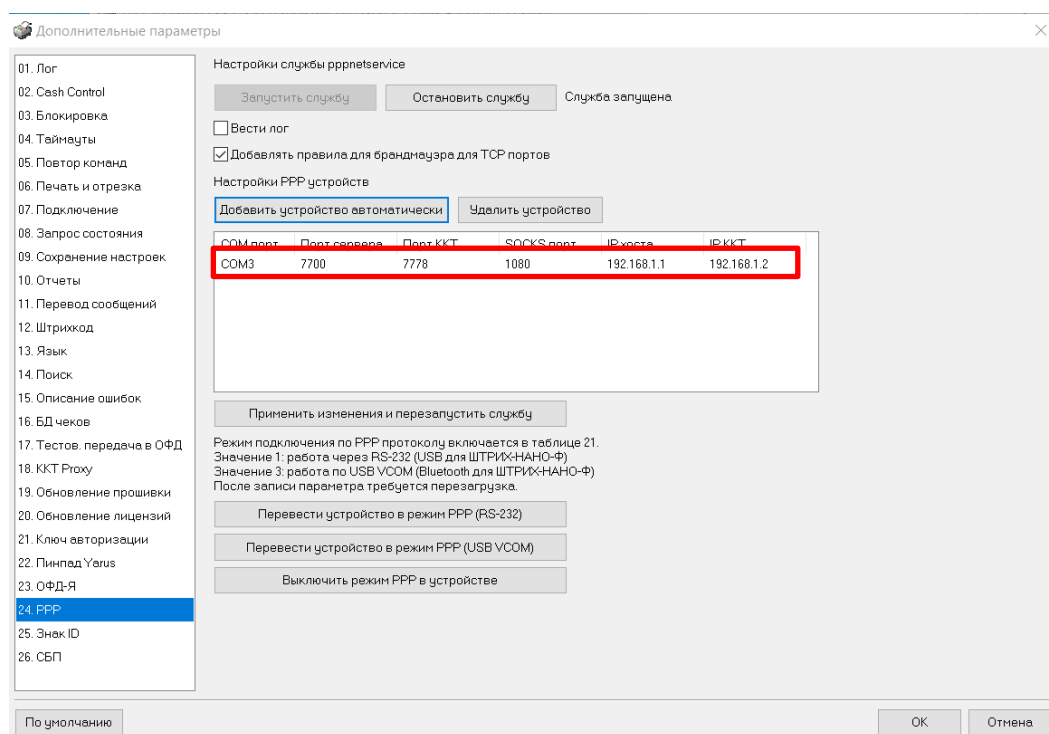 Дополнительные параметры
01. Лог
02. Cash Control
03. Блокировка
04. Таймауты
05. Повтор команд
06. Печать и отрезка
07. Подключение
08. Запрос состояния
09. Сохранение настроек
10. Отчеты
11. Перевод сообщений
12. Штрихкод
13. Язык
14. Поиск
15. Описание ошибок
16. БД чеков
17. Тестов. передача в ОФД
18. ККТ Proxy
19. Обновление прошивки
20. Обновление лицензий
21. Ключ авторизации
22. Пинпад Yarus
23. ОФД-Я
24. PPP
25. Знак ID
26. СБП
Настройки службы pppnetservice
Запустить службу Остановить службу Служба запущена
Вести лог
Добавлять правила для брандмауэра для TCP портов
Настройки PPP устройств
Добавить устройство автоматически Удалить устройство
COM порт Порт сервера Порт ККТ SOCKS порт IP хоста IP ККТ
COM3 7700 7778 1080 192.168.1.1 192.168.1.2
Применить изменения и перезапустить службу
Режим подключения по PPP протоколу включается в таблице 21.
Значение 1: работа через RS-232 (USB для ШТРИХ-НАНО-Ф)
Значение 3: работа по USB VCOM (Bluetooth для ШТРИХ-НАНО-Ф)
После записи параметра требуется перезагрузка.
Перевести устройство в режим PPP (RS-232)
Перевести устройство в режим PPP (USB VCOM)
Выключить режим PPP в устройстве
По умолчанию OK Отмена